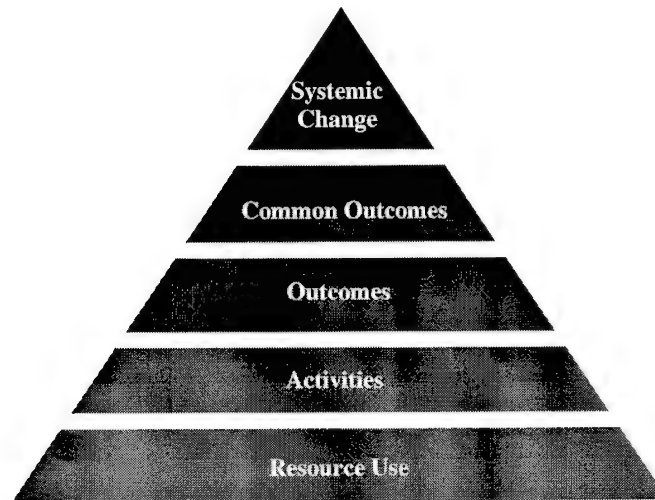 Systemic
Change
Common Outcomes
Outcomes
Activities
Resource Use